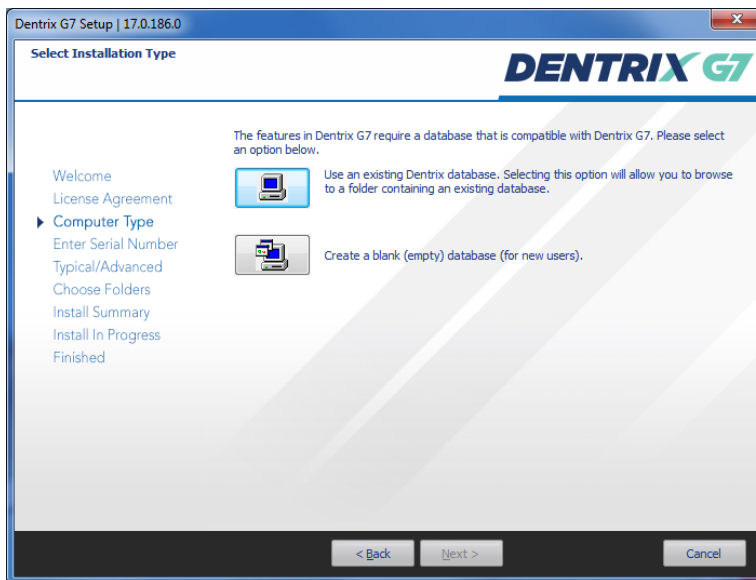 Dentrix G7 Setup | 17.0.186.0
Select Installation Type
DENTRIX G7
The features in Dentrix G7 require a database that is compatible with Dentrix G7. Please select
an option below.
Welcome
License Agreement
Computer Type
Enter Serial Number
Typical/Advanced
Choose Folders
Install Summary
Install In Progress
Finished
Use an existing Dentrix database. Selecting this option will allow you to browse
to a folder containing an existing database.
Create a blank (empty) database (for new users).
< Back
Next >
Cancel